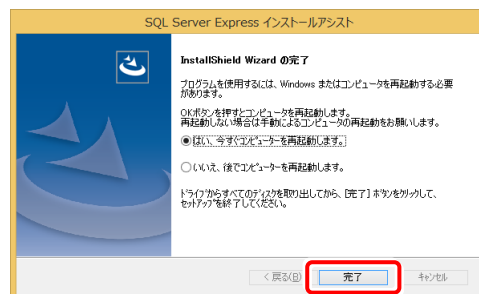 SQL Server Express インストールアシスト
InstallShield Wizard の完了
プログラムを使用するには、Windows またはコンピュータを再起動する必要
があります。
OKボタンを押すとコンピュータを再起動します。
再起動しない場合は手動によるコンピュータの再起動をお願いします。
はい、今すぐコンピューターを再起動します。
いいえ、後でコンピューターを再起動します。
ドライブからすべてのディスクを取り出してから、[完了] ボタンをクリックして、
セットアップを終了してください。
< 戻る(B)
完了
キャンセル